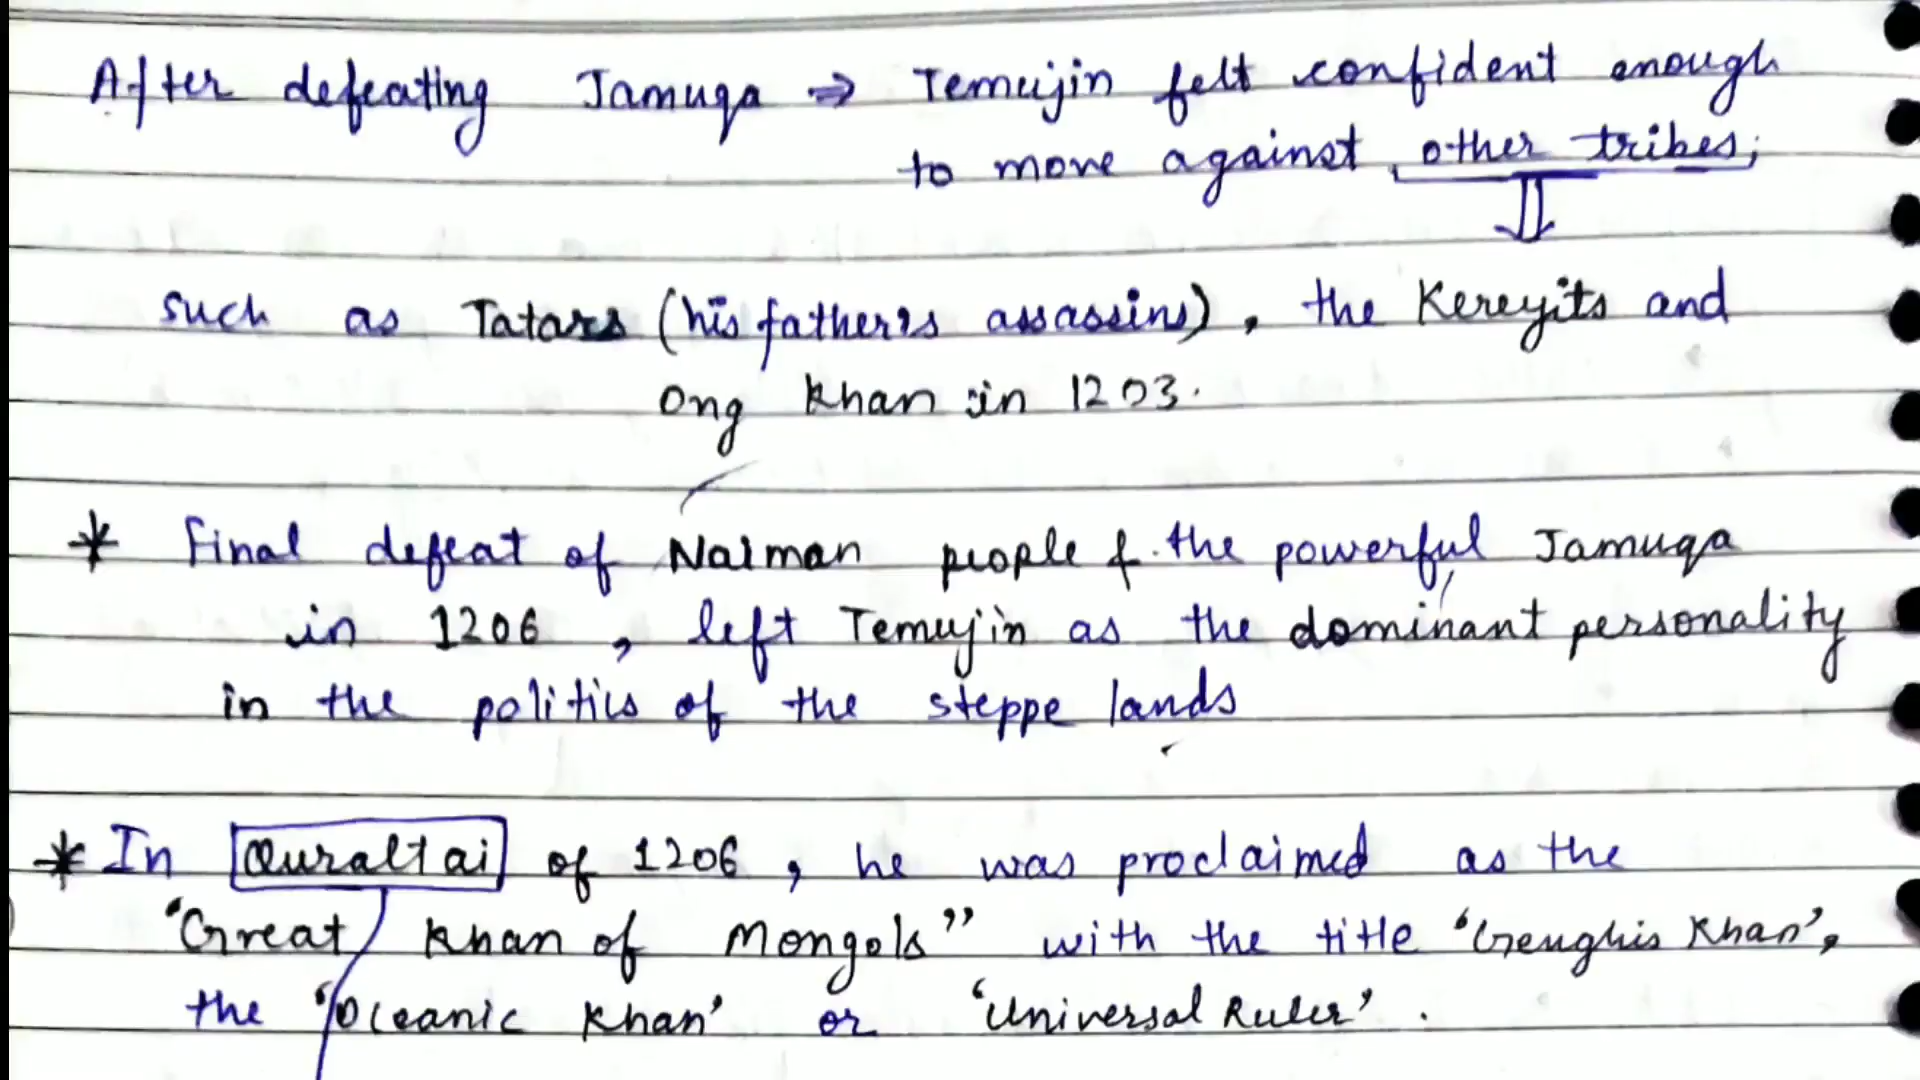 After defeating Jamuqa ⇒ Temujin felt confident enough
to move against other tribes;
such as Tatars (his father's assassins), the Kereyits and
Ong Khan in 1203.
* Final defeat of Naiman people & the powerful Jamuqa
in 1206, left Temujin as the dominant personality
in the politics of the steppe lands
* In Quraltai of 1206, he was proclaimed as the
"Great Khan of Mongols" with the title 'Genghis Khan',
the 'Oceanic Khan' or 'Universal Ruler'.